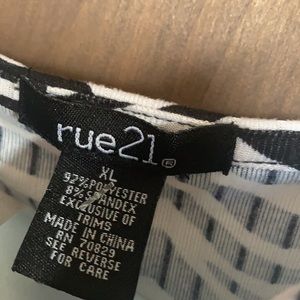 rue21®
XL
92%POLYESTER
8%SPANDEX
EXCLUSIVE OF
TRIMS
MADE IN CHINA
RN 70829
SEE REVERSE
FOR CARE